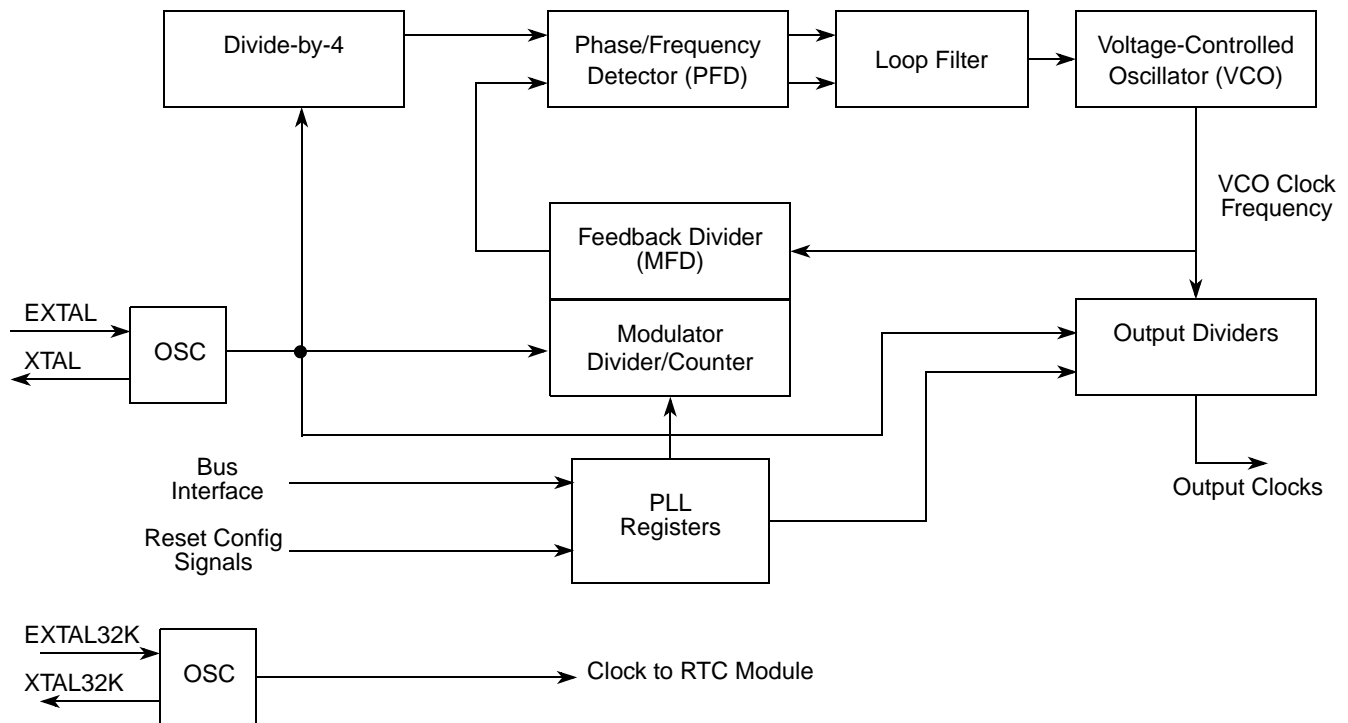 Divide-by-4
Phase/Frequency
Detector (PFD)
Loop Filter
Voltage-Controlled
Oscillator (VCO)
VCO Clock
Frequency
Feedback Divider
(MFD)
EXTAL
XTAL
OSC
Modulator
Divider/Counter
Output Dividers
Bus
Interface
PLL
Registers
Output Clocks
Reset Config
Signals
EXTAL32K
XTAL32K
OSC
Clock to RTC Module